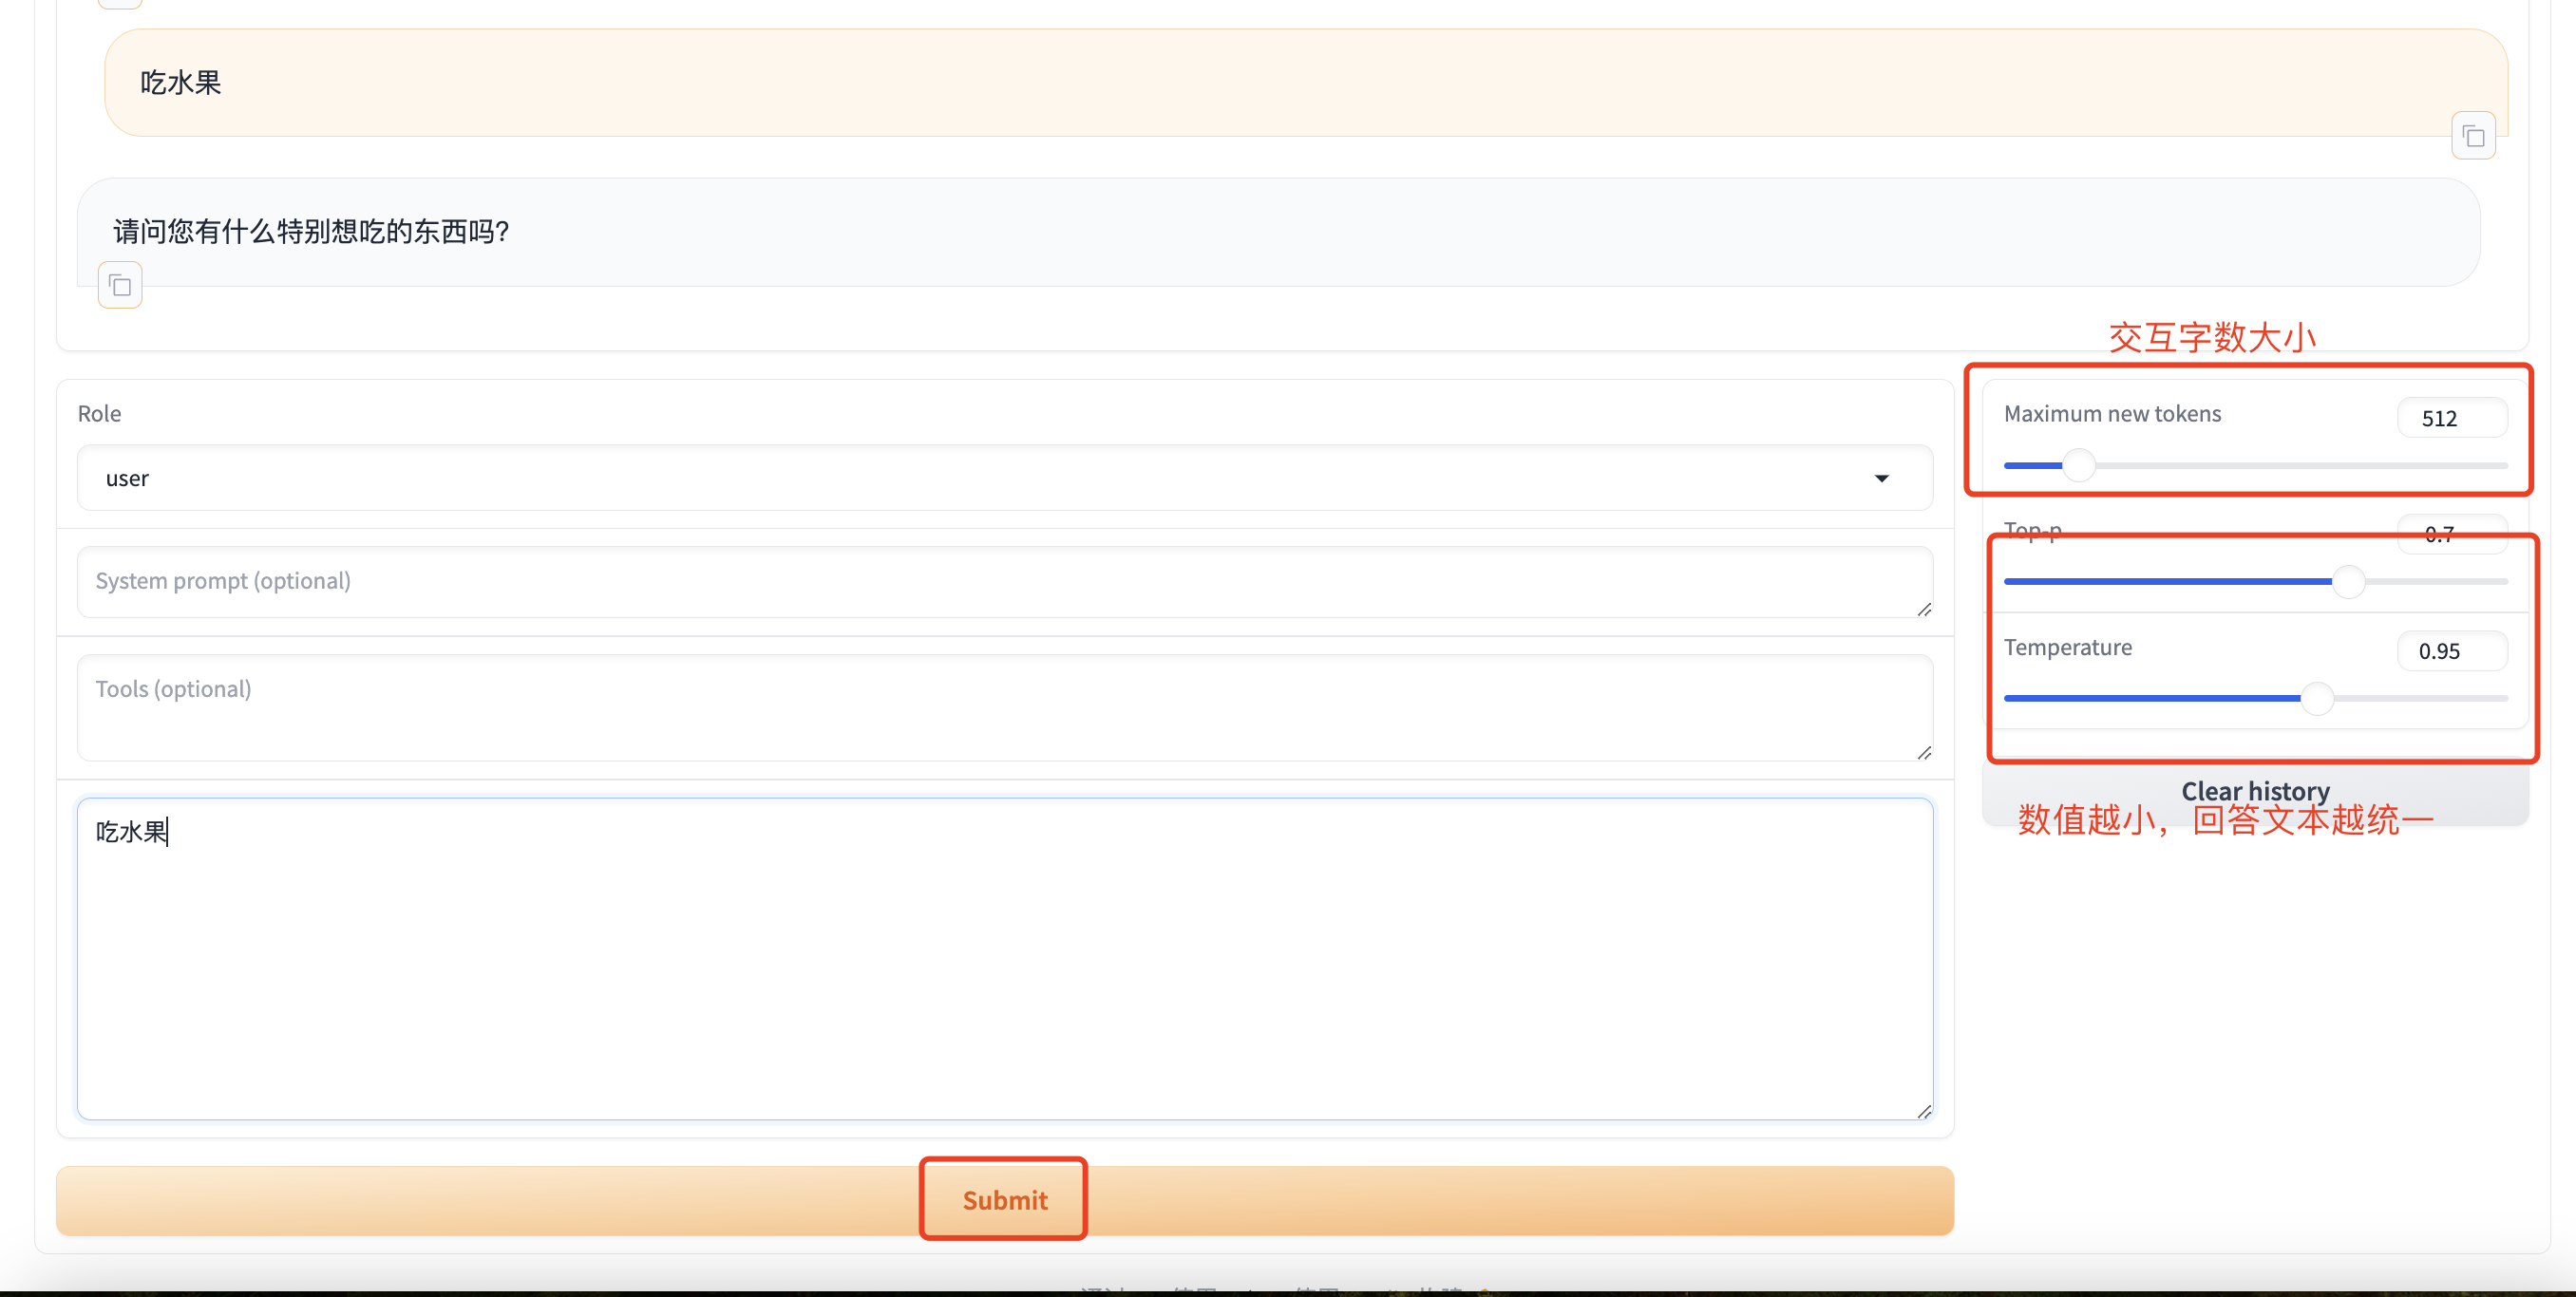 吃水果
请问您有什么特别想吃的东西吗?
交互字数大小
Role
user
Maximum new tokens
512
Top-p
0.7
System prompt (optional)
Temperature
0.95
Tools (optional)
Clear history
数值越小，回答文本越统一
吃水果
Submit